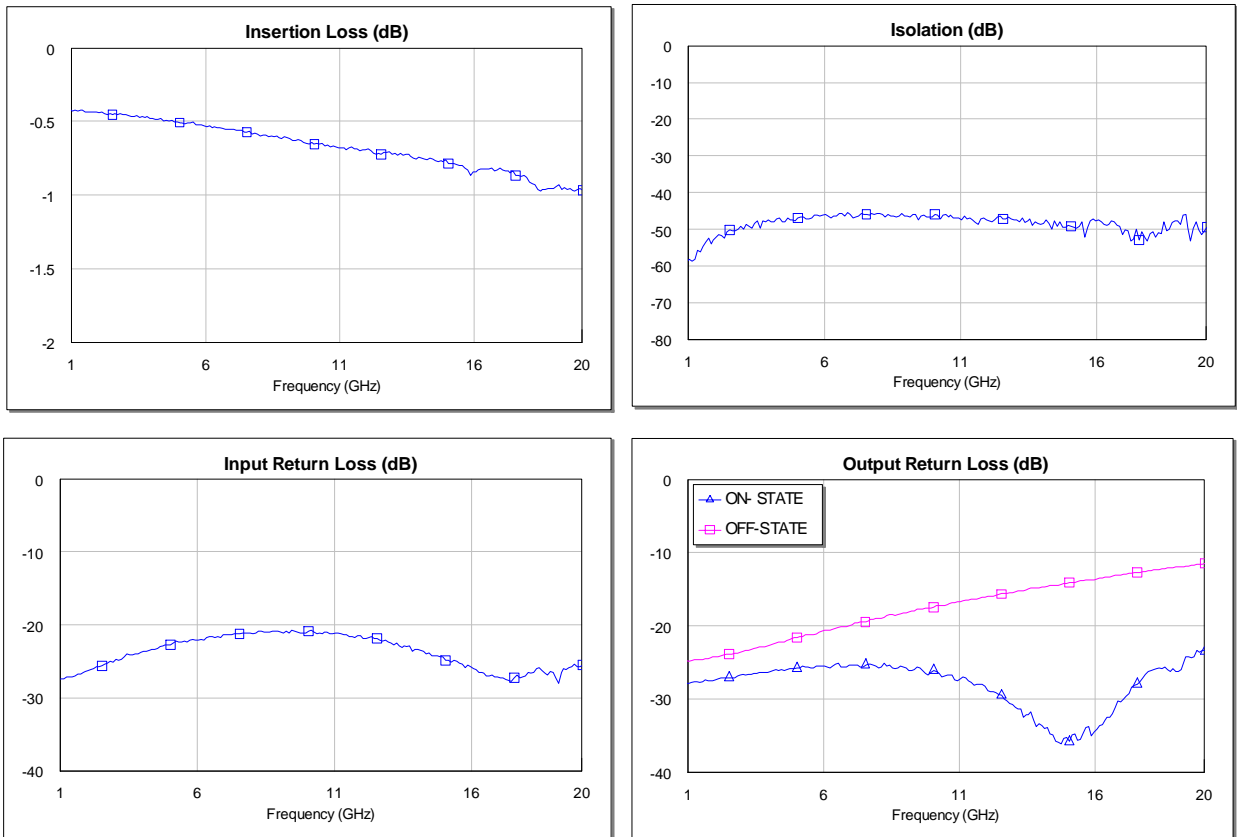 Insertion Loss (dB)
0
-0.5
-1
-1.5
-2
1 6 11 16 20
Frequency (GHz)
Isolation (dB)
0
-10
-20
-30
-40
-50
-60
-70
-80
1 6 11 16 20
Frequency (GHz)
Input Return Loss (dB)
0
-10
-20
-30
-40
1 6 11 16 20
Frequency (GHz)
Output Return Loss (dB)
0
-10
-20
-30
-40
ON- STATE
OFF-STATE
1 6 11 16 20
Frequency (GHz)